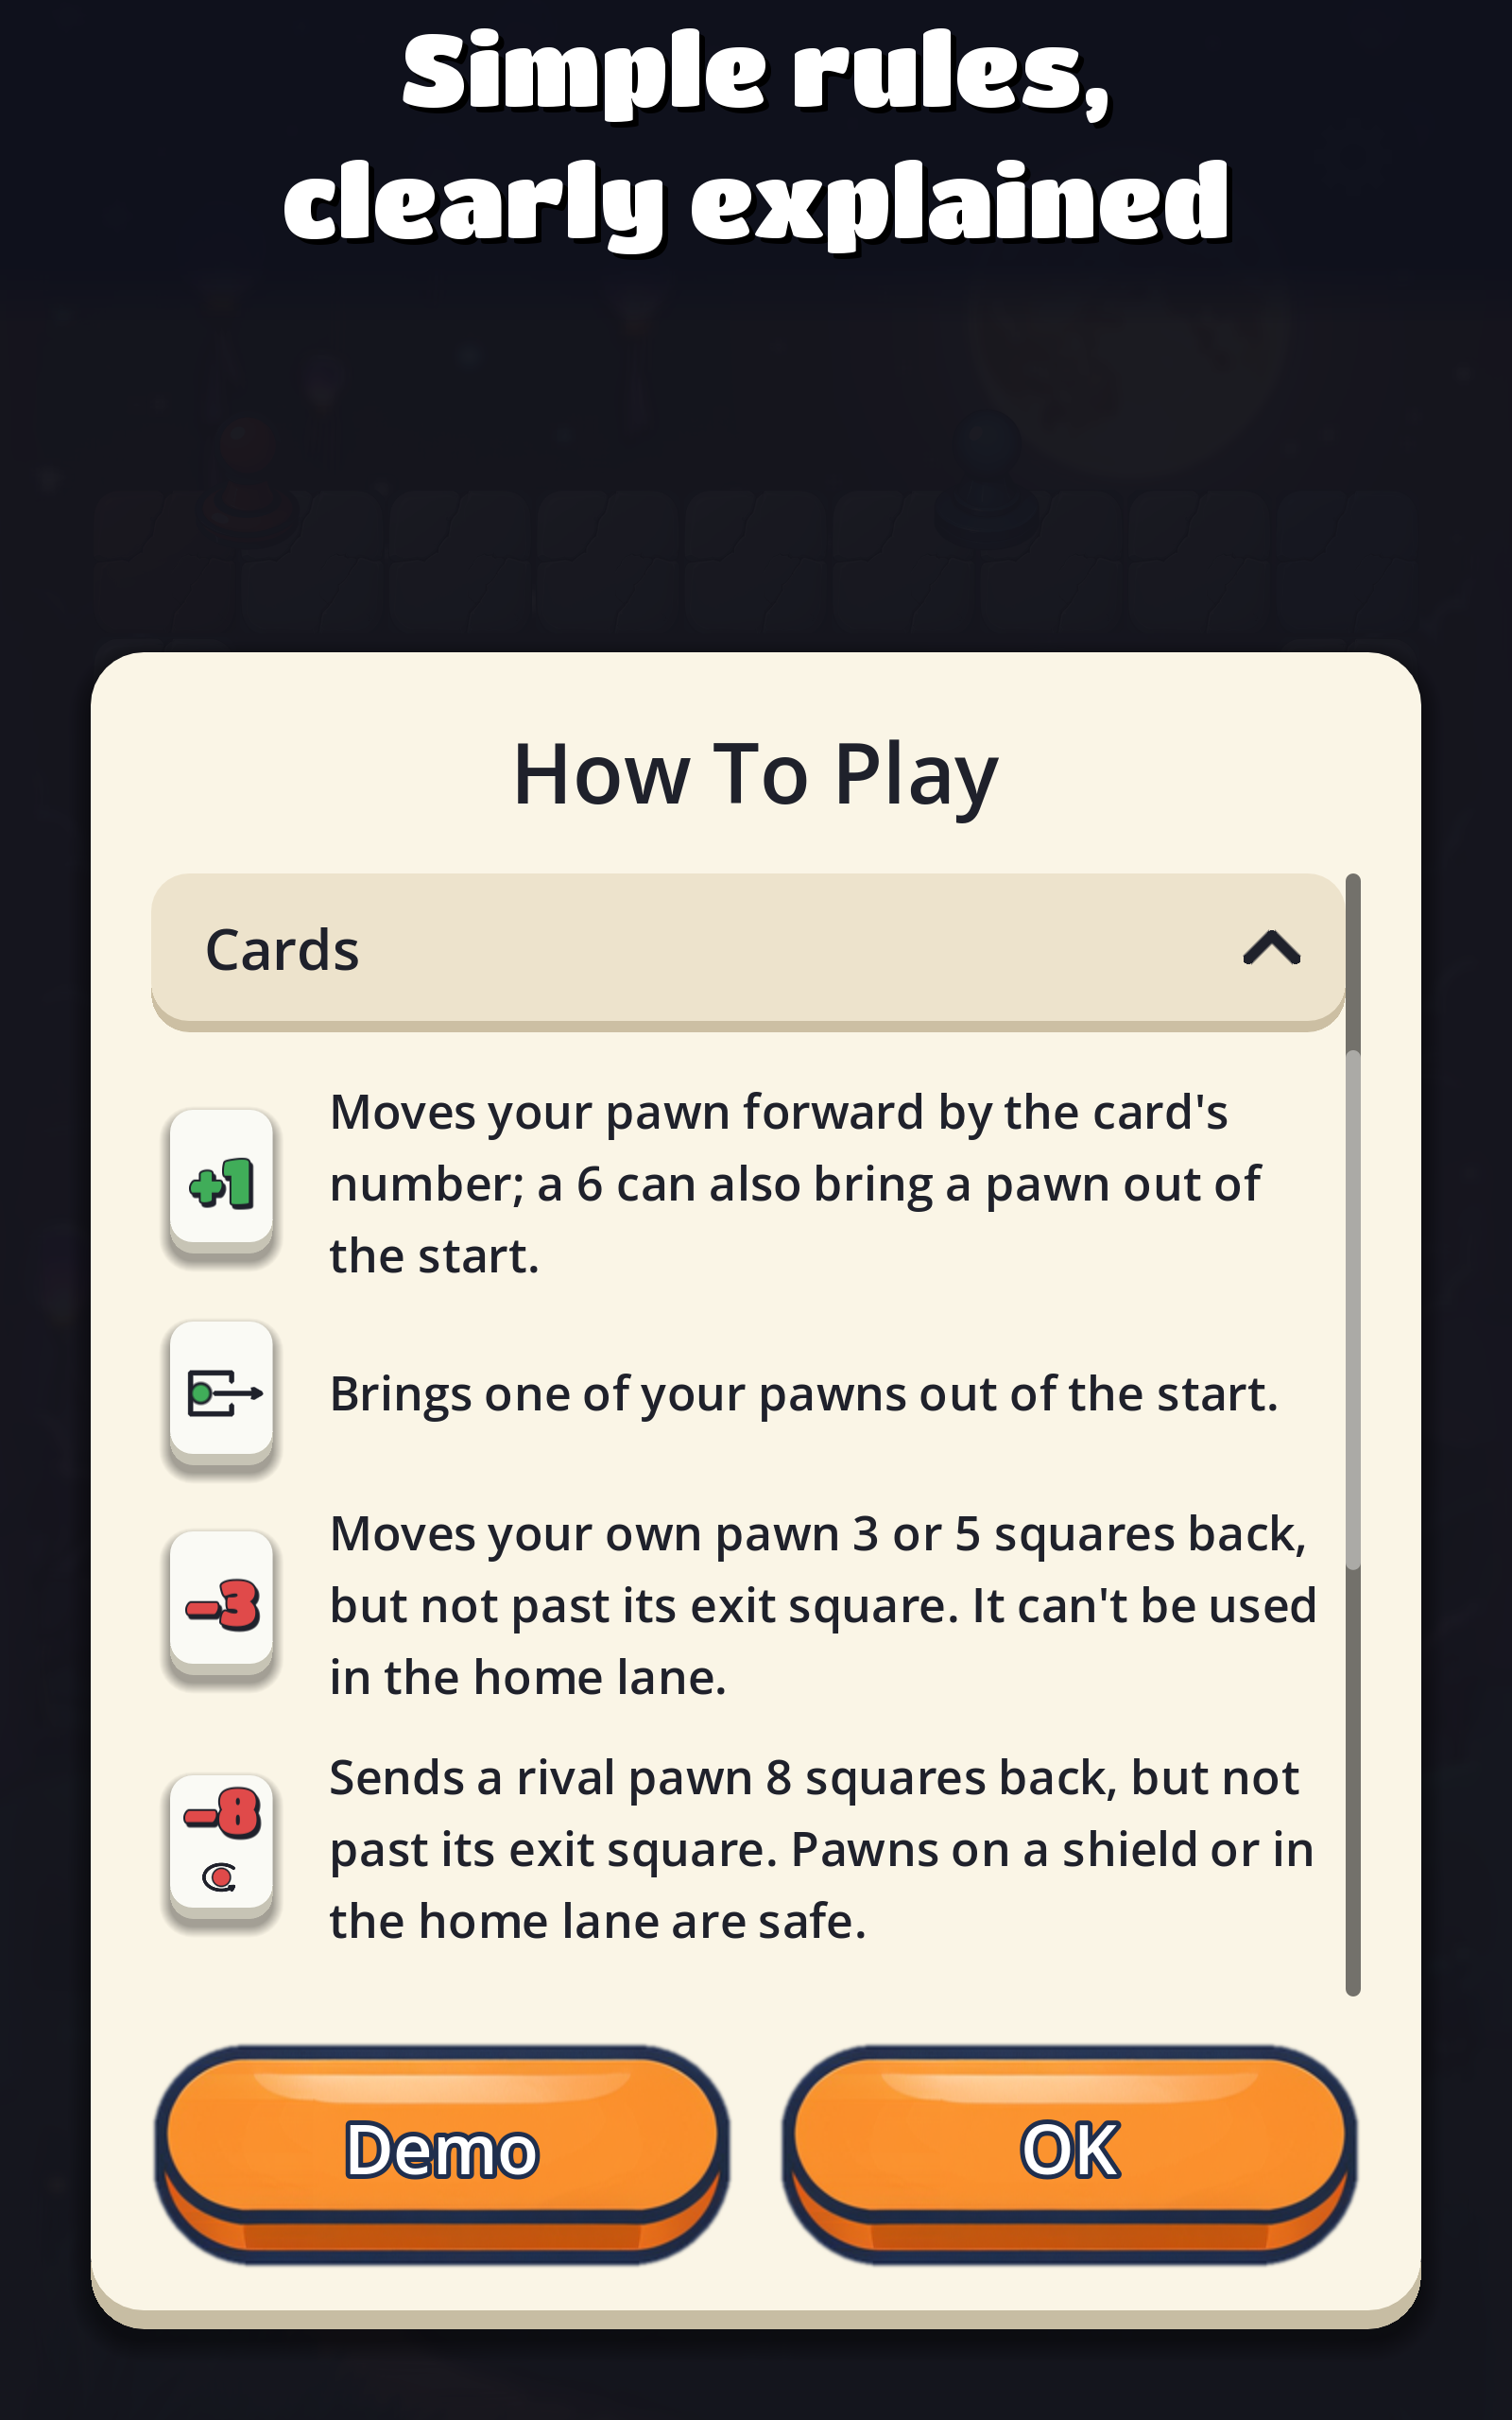 Simple rules,
clearly explained
How To Play
Cards
+1
Moves your pawn forward by the card's
number; a 6 can also bring a pawn out of
the start.
Brings one of your pawns out of the start.
-3
Moves your own pawn 3 or 5 squares back,
but not past its exit square. It can't be used
in the home lane.
-8
Sends a rival pawn 8 squares back, but not
past its exit square. Pawns on a shield or in
the home lane are safe.
Demo
OK